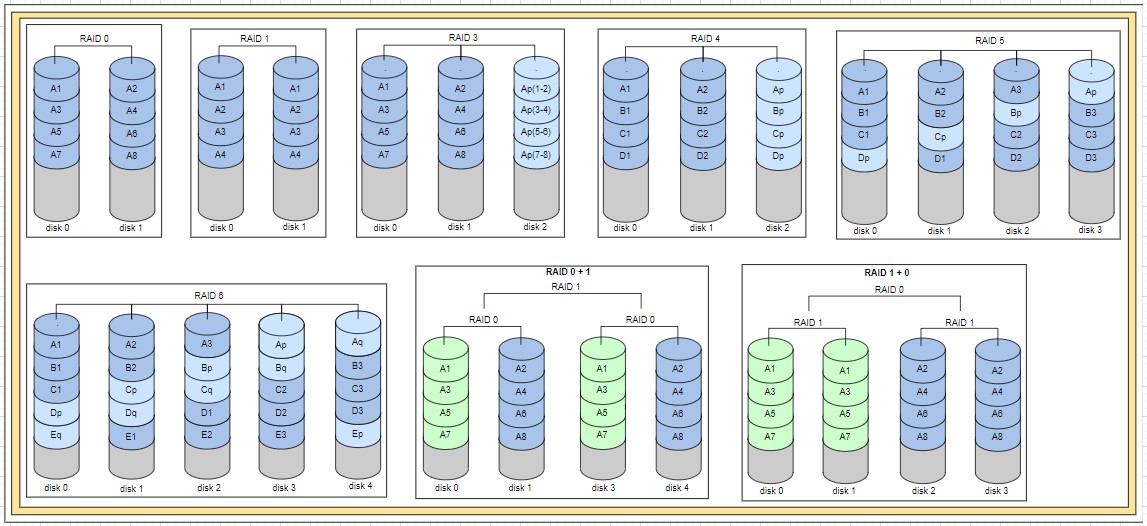 RAID 0
A1 A2
A3 A4
A5 A6
A7 A8
disk 0 disk 1
RAID 1
A1 A1
A2 A2
A3 A3
A4 A4
disk 0 disk 1
RAID 3
A1 A2 Ap(1-2)
A3 A4 Ap(3-4)
A5 A6 Ap(5-6)
A7 A8 Ap(7-8)
disk 0 disk 1 disk 2
RAID 4
A1 A2 Ap
B1 B2 Bp
C1 C2 Cp
D1 D2 Dp
disk 0 disk 1 disk 2
RAID 5
A1 A2 A3 Ap
B1 B2 Bp B3
C1 Cp C2 C3
Dp D1 D2 D3
disk 0 disk 1 disk 2 disk 3
RAID 6
A1 A2 A3 Ap Aq
B1 B2 Bp Bq B3
C1 Cp Cq C2 C3
Dp Dq D1 D2 D3
Eq E1 E2 E3 Ep
disk 0 disk 1 disk 2 disk 3 disk 4
RAID 0 + 1
RAID 1
RAID 0 RAID 0
A1 A2 A1 A2
A3 A4 A3 A4
A5 A6 A5 A6
A7 A8 A7 A8
disk 0 disk 1 disk 3 disk 4
RAID 1 + 0
RAID 0
RAID 1 RAID 1
A1 A1 A2 A2
A3 A3 A4 A4
A5 A5 A6 A6
A7 A7 A8 A8
disk 0 disk 1 disk 2 disk 3